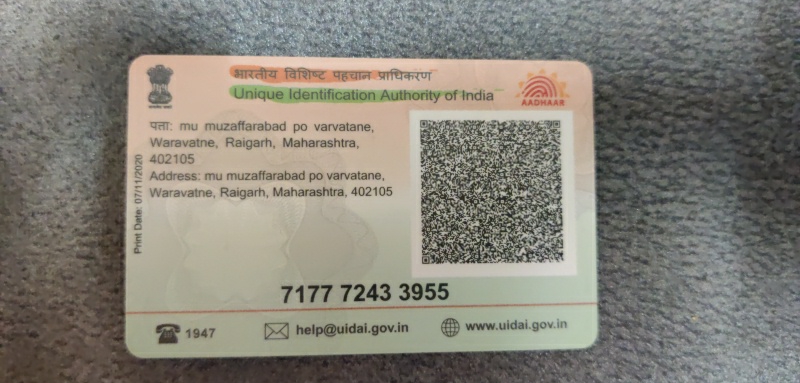 भारतीय विशिष्ट पहचान प्राधिकरण
Unique Identification Authority of India
AADHAAR
पता: mu muzaffarabad po varvatane,
Waravatne, Raigarh, Maharashtra,
402105
Address: mu muzaffarabad po varvatane,
Waravatne, Raigarh, Maharashtra, 402105
Print Date: 07/11/2020
7177 7243 3955
1947
help@uidai.gov.in
www.uidai.gov.in